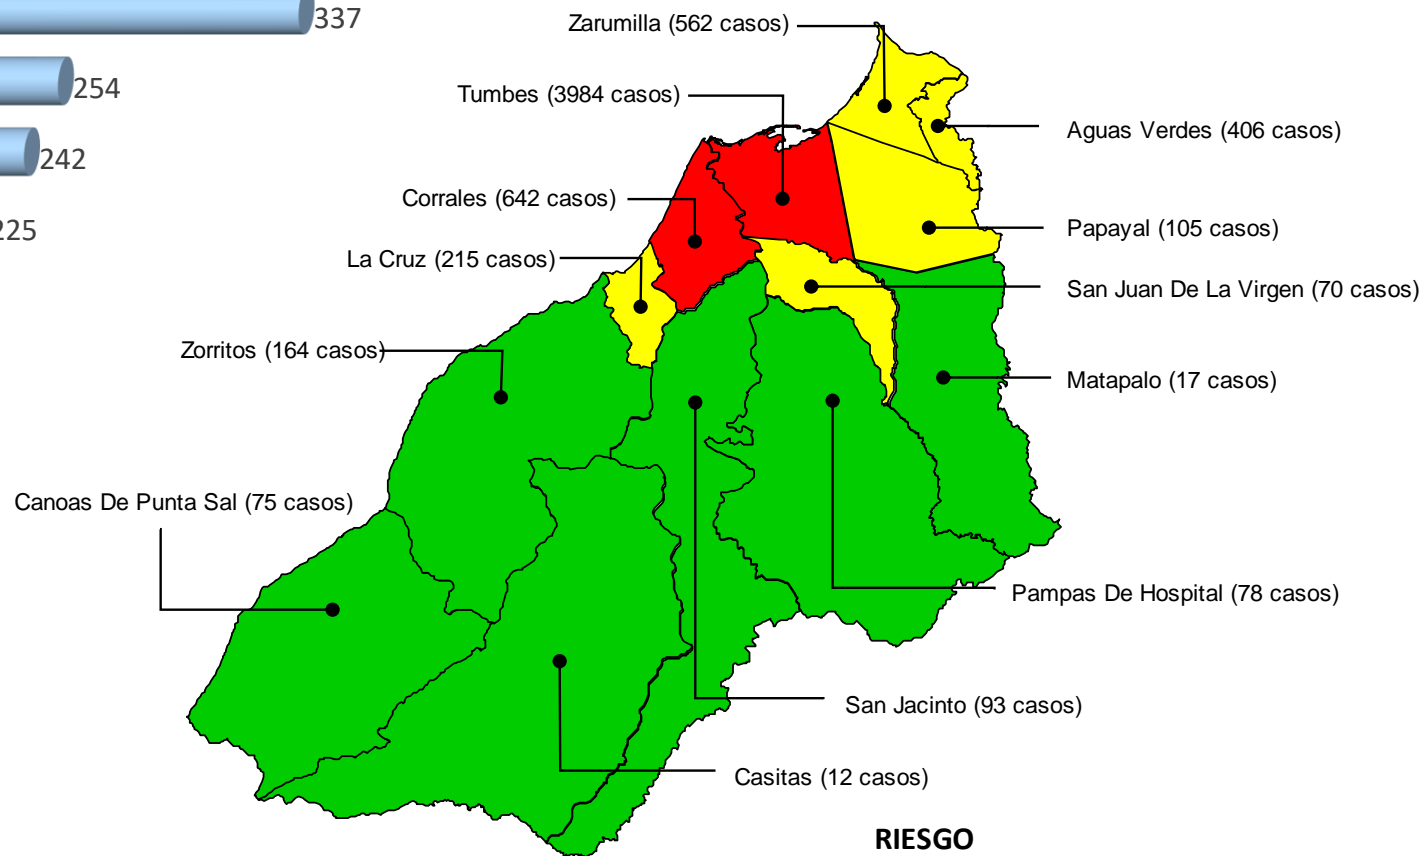 337
254
242
225
Zarumilla (562 casos)
Tumbes (3984 casos)
Aguas Verdes (406 casos)
Corrales (642 casos)
Papayal (105 casos)
La Cruz (215 casos)
San Juan De La Virgen (70 casos)
Zorritos (164 casos)
Matapalo (17 casos)
Canoas De Punta Sal (75 casos)
Pampas De Hospital (78 casos)
San Jacinto (93 casos)
Casitas (12 casos)
RIESGO